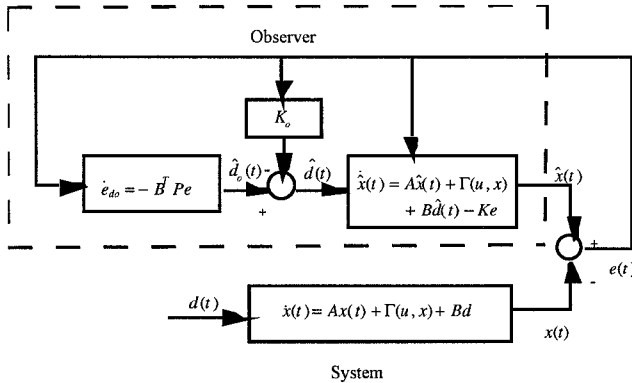 Observer
K_o
ė_do = − B^T Pe
d̂_o(t)
-
+
d̂(t)
x̂̇(t) = Ax̂(t) + Γ(u, x)
+ Bd̂(t) − Ke
x̂(t)
+
-
e(t)
d(t)
ẋ(t) = Ax(t) + Γ(u, x) + Bd
x(t)
System